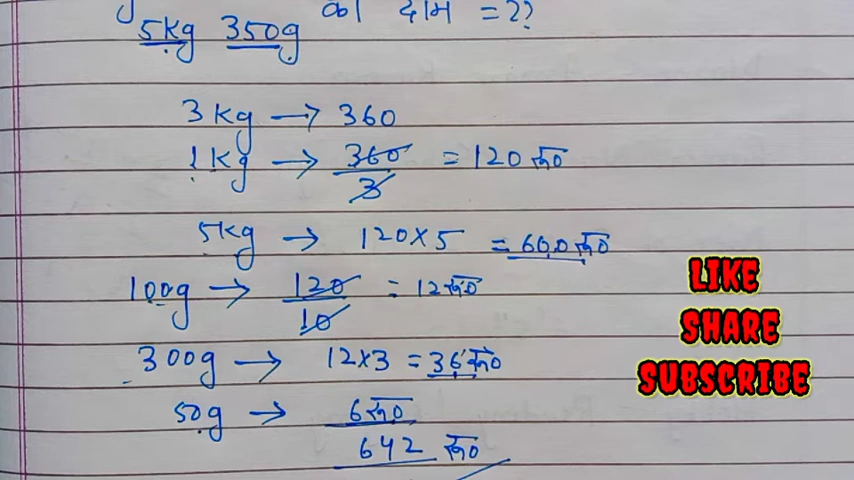 का दाम = ??
5kg 350g
3kg → 360
1kg → 360/3 = 120 रू०
5kg → 120×5 = 600 रू०
100g → 120/10 = 12 रू०
300g → 12×3 = 36 रू०
50g → 6 रू०
642 रू०
LIKE
SHARE
SUBSCRIBE